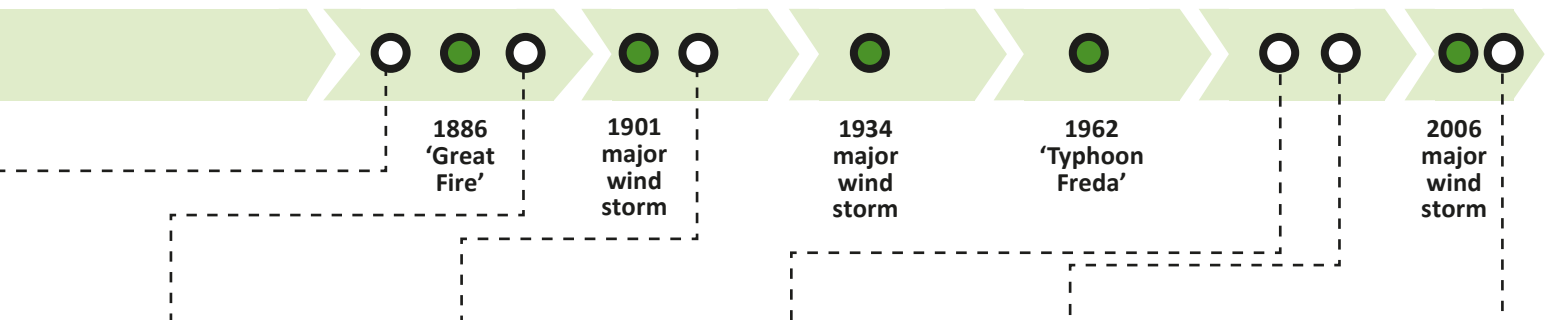 1886
‘Great
Fire’
1901
major
wind
storm
1934
major
wind
storm
1962
‘Typhoon
Freda’
2006
major
wind
storm